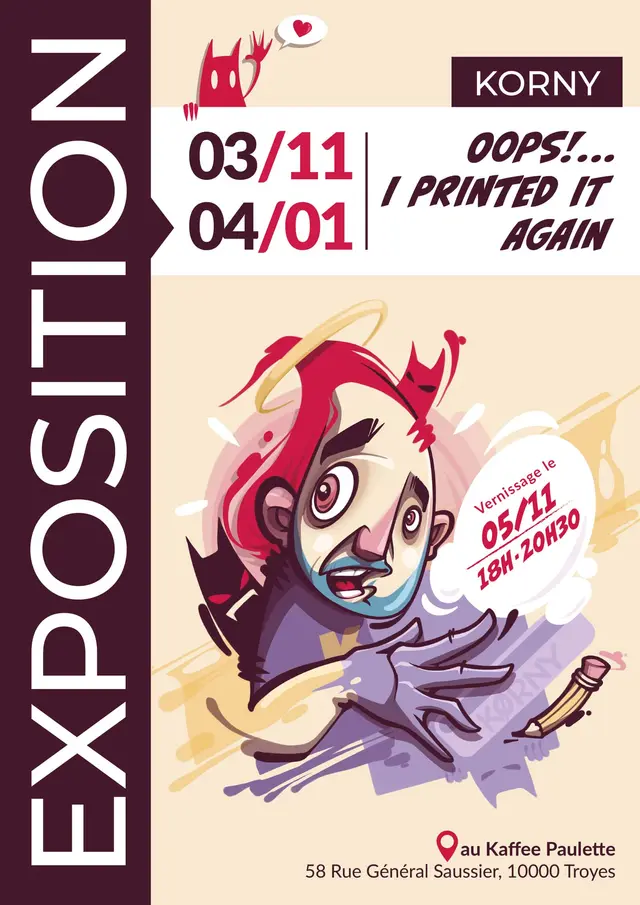 EXPOSITION
KORNY
03/11
04/01
OOPS!...
I PRINTED IT
AGAIN
Vernissage le
05/11
18H-20H30
KORNY
au Kaffee Paulette
58 Rue Général Saussier, 10000 Troyes